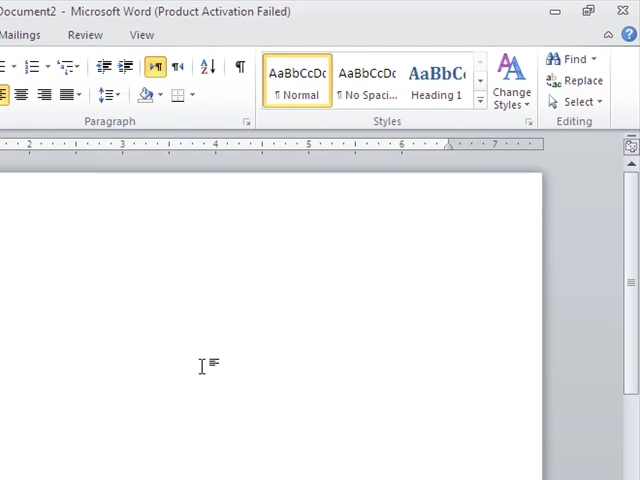 Document2 - Microsoft Word (Product Activation Failed)
Mailings Review View
AaBbCcDc AaBbCcDc AaBbCc
¶ Normal ¶ No Spaci... Heading 1
Change
Styles
Find
Replace
Select
Paragraph Styles Editing
2 3 4 5 6 7